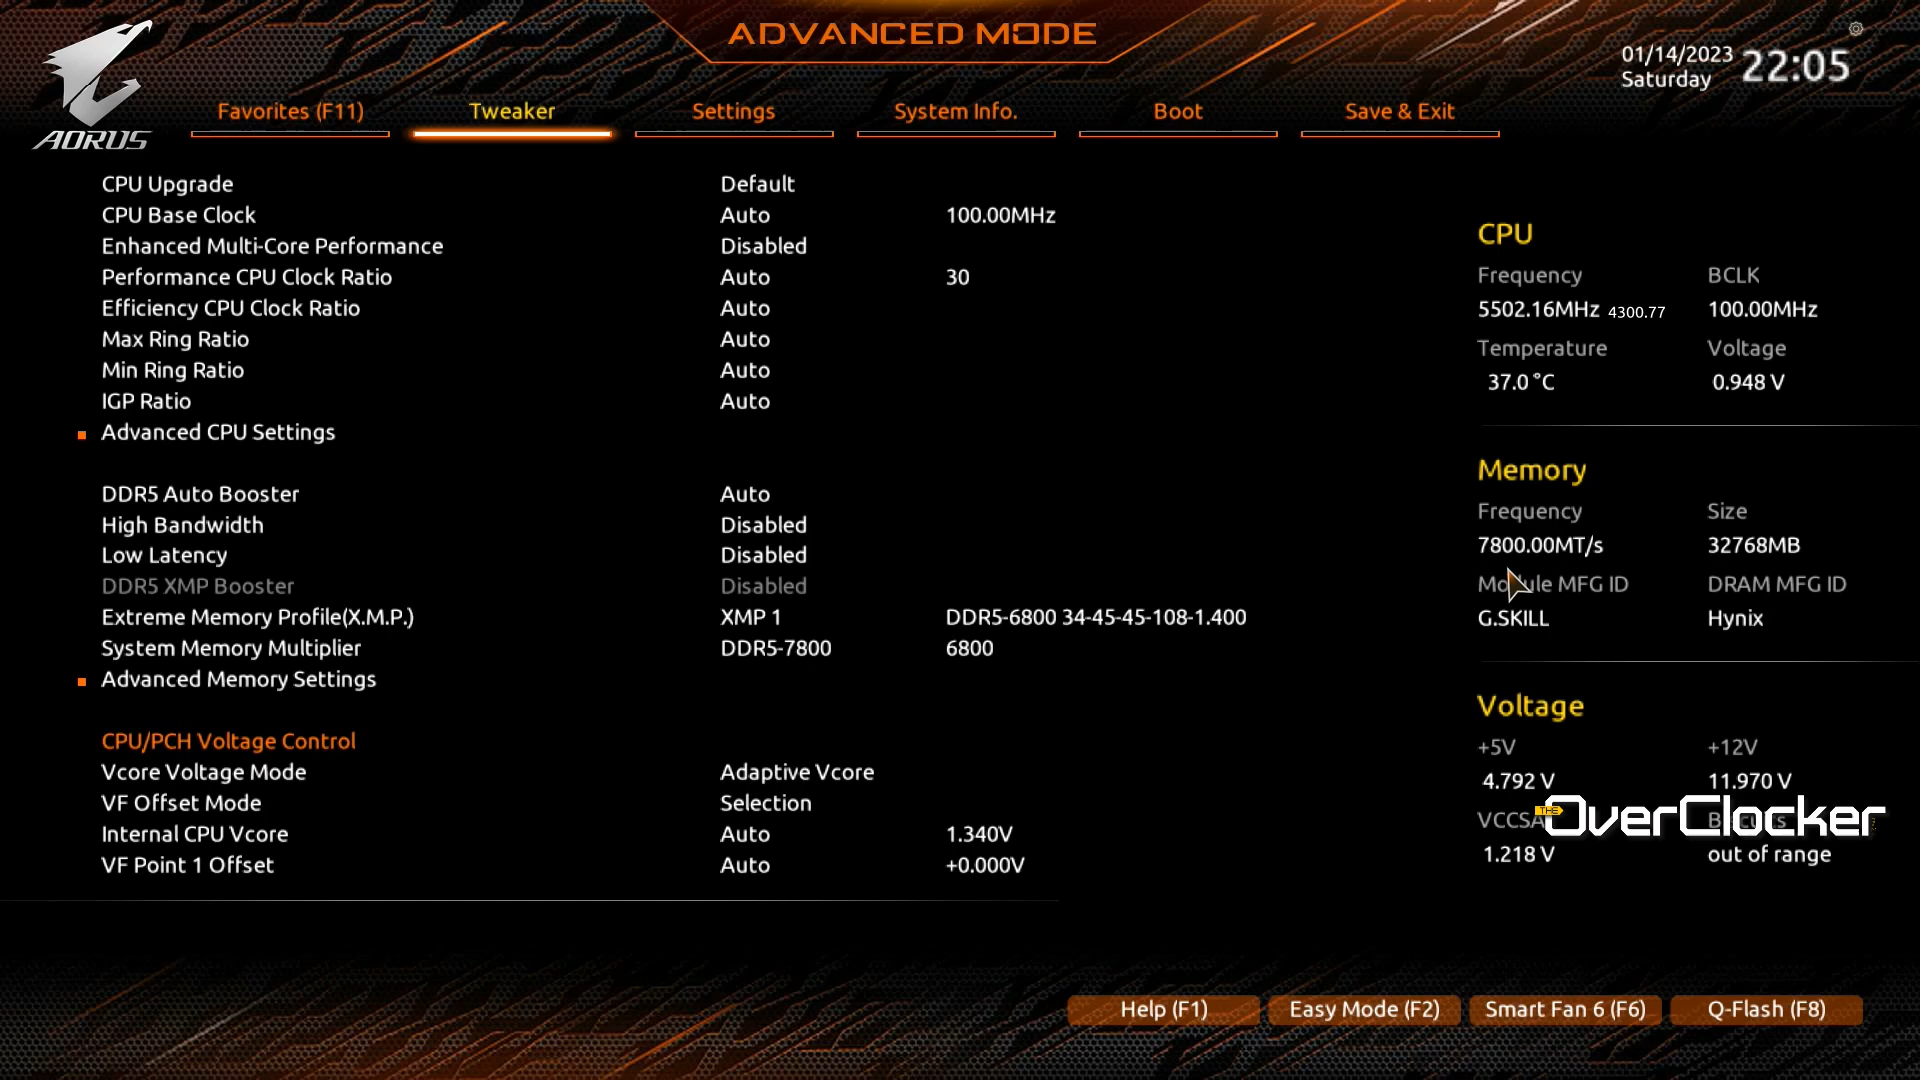 ADVANCED MODE
01/14/2023
Saturday
22:05
AORUS
Favorites (F11)
Tweaker
Settings
System Info.
Boot
Save & Exit
CPU Upgrade Default
CPU Base Clock Auto 100.00MHz
Enhanced Multi-Core Performance Disabled
Performance CPU Clock Ratio Auto 30
Efficiency CPU Clock Ratio Auto
Max Ring Ratio Auto
Min Ring Ratio Auto
IGP Ratio Auto
Advanced CPU Settings
DDR5 Auto Booster Auto
High Bandwidth Disabled
Low Latency Disabled
DDR5 XMP Booster Disabled
Extreme Memory Profile(X.M.P.) XMP 1 DDR5-6800 34-45-45-108-1.400
System Memory Multiplier DDR5-7800 6800
Advanced Memory Settings
CPU/PCH Voltage Control
Vcore Voltage Mode Adaptive Vcore
VF Offset Mode Selection
Internal CPU Vcore Auto 1.340V
VF Point 1 Offset Auto +0.000V
CPU
Frequency BCLK
5502.16MHz 4300.77 100.00MHz
Temperature Voltage
37.0 °C 0.948 V
Memory
Frequency Size
7800.00MT/s 32768MB
Module MFG ID DRAM MFG ID
G.SKILL Hynix
Voltage
+5V +12V
4.792 V 11.970 V
VCCSA
THE OverClocker
1.218 V out of range
Help (F1)
Easy Mode (F2)
Smart Fan 6 (F6)
Q-Flash (F8)